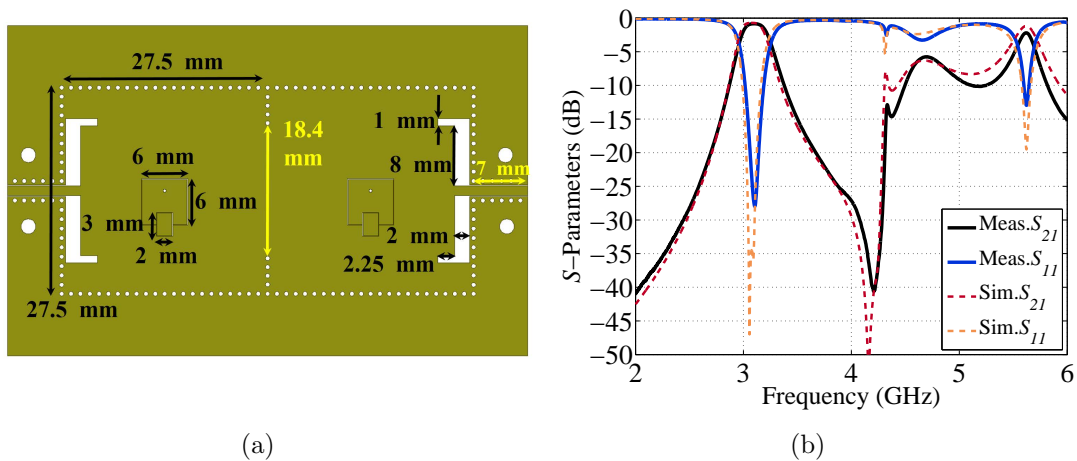 27.5 mm
18.4
mm
1 mm
8 mm
7 mm
6 mm
6 mm
3 mm
2 mm
2 mm
2.25 mm
27.5 mm
(a)
0
−5
−10
−15
−20
−25
−30
−35
−40
−45
−50
S−Parameters (dB)
Meas.S21
Meas.S11
Sim.S21
Sim.S11
2 3 4 5 6
Frequency (GHz)
(b)